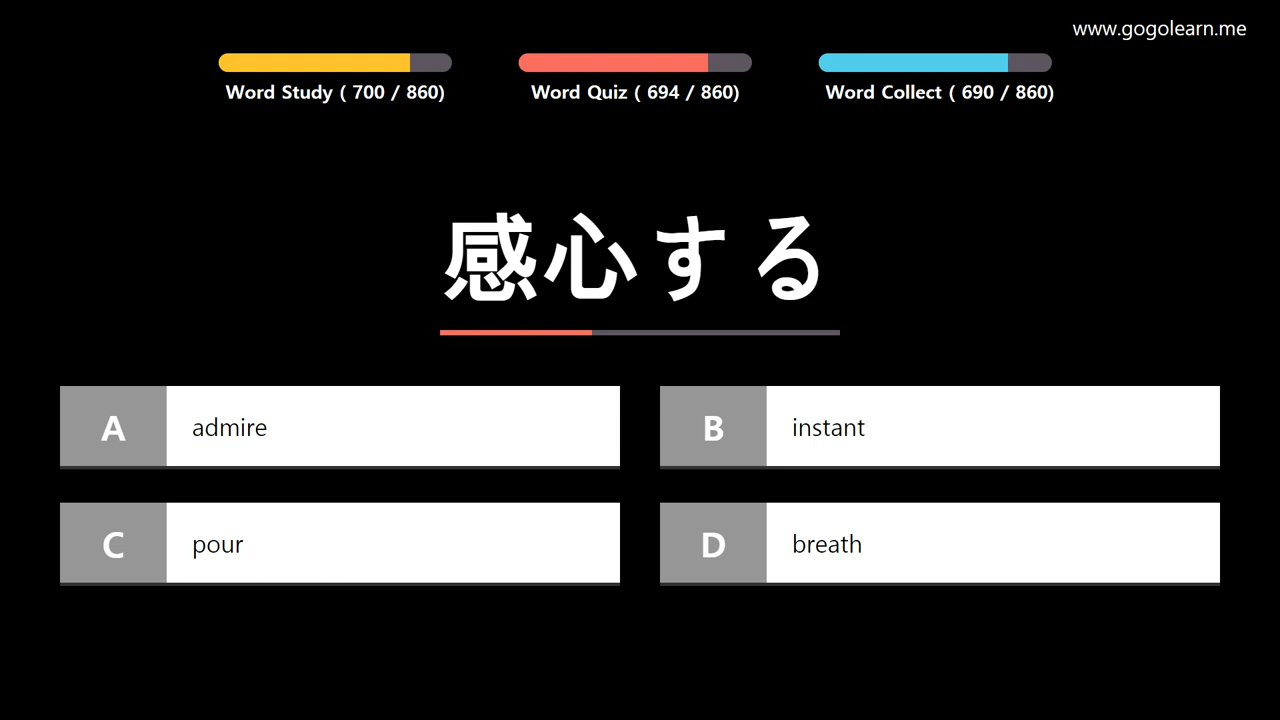 www.gogolearn.me
Word Study ( 700 / 860)
Word Quiz ( 694 / 860)
Word Collect ( 690 / 860)
感心する
A admire
B instant
C pour
D breath